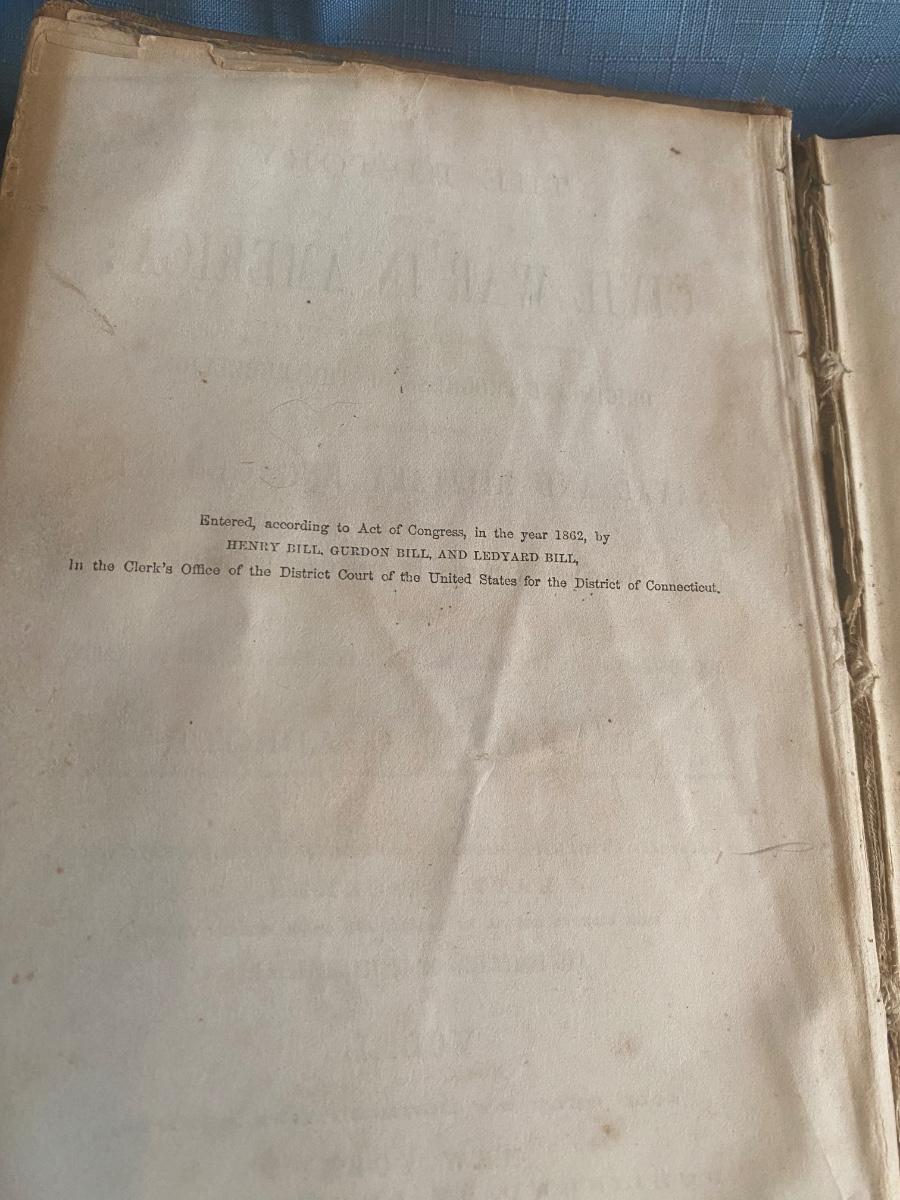 Entered, according to Act of Congress, in the year 1862, by
HENRY BILL, GURDON BILL, AND LEDYARD BILL,
In the Clerk's Office of the District Court of the United States for the District of Connecticut.